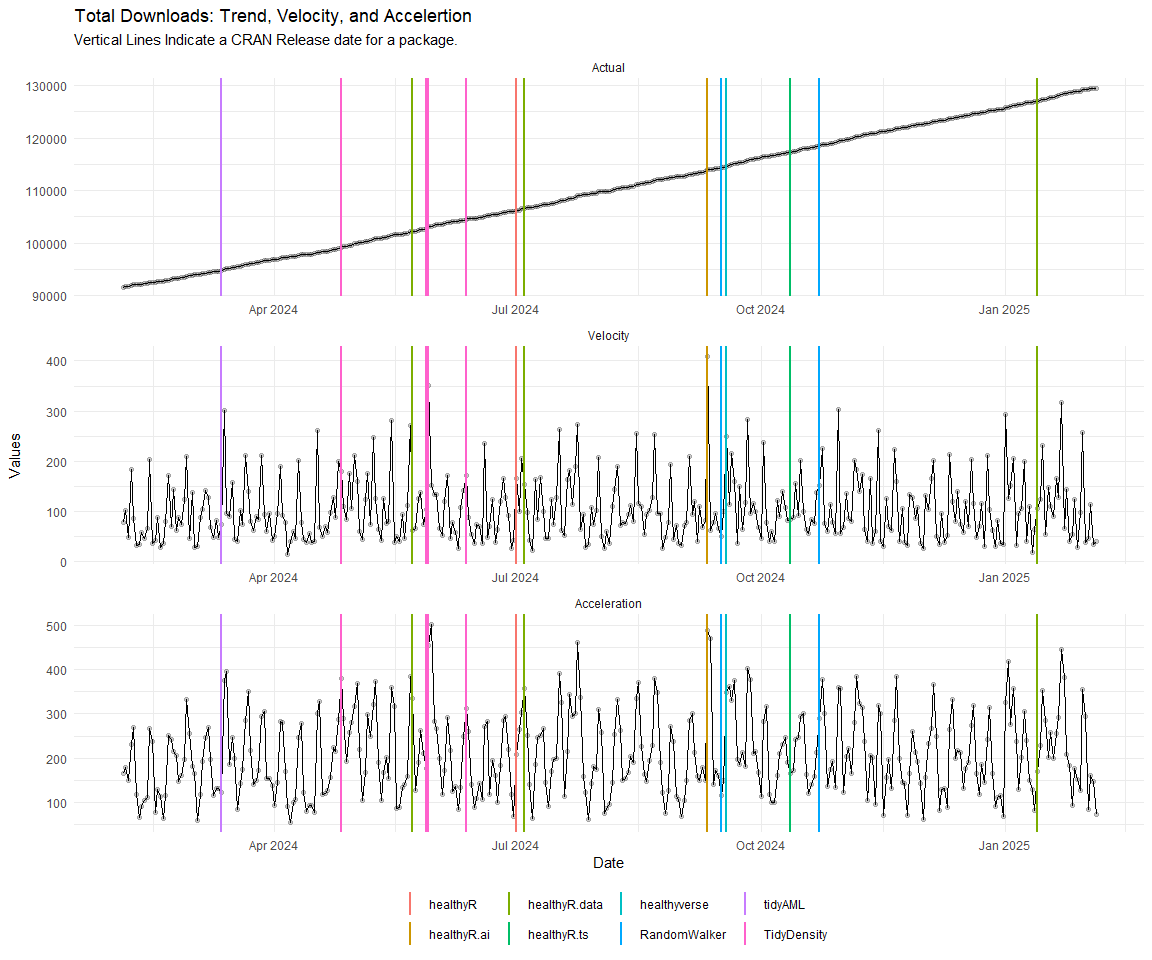 Total Downloads: Trend, Velocity, and Accelertion
Vertical Lines Indicate a CRAN Release date for a package.
Actual
130000
120000
110000
100000
90000
Apr 2024 Jul 2024 Oct 2024 Jan 2025
Velocity
400
300
200
100
0
Apr 2024 Jul 2024 Oct 2024 Jan 2025
Values
Acceleration
500
400
300
200
100
Apr 2024 Jul 2024 Oct 2024 Jan 2025
Date
healthyR healthyR.data healthyverse tidyAML
healthyR.ai healthyR.ts RandomWalker TidyDensity